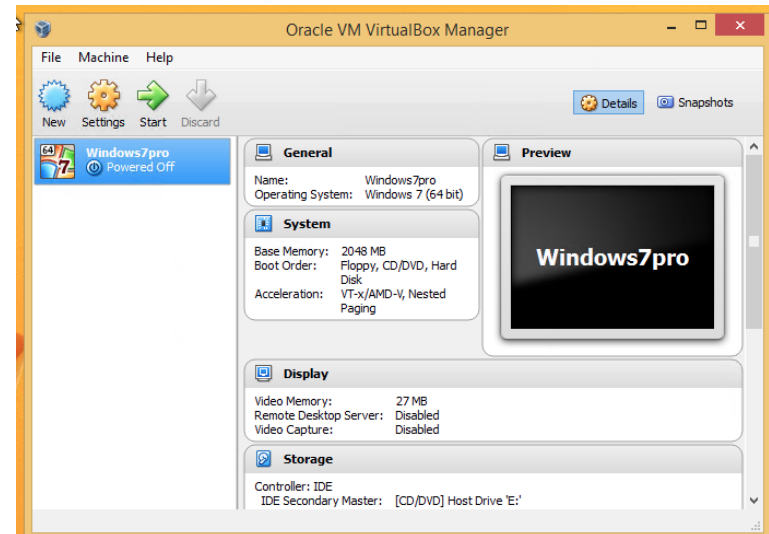 Oracle VM VirtualBox Manager
File Machine Help
New Settings Start Discard
Details Snapshots
64
7
Windows7pro
Powered Off
General
Name: Windows7pro
Operating System: Windows 7 (64 bit)
System
Base Memory: 2048 MB
Boot Order: Floppy, CD/DVD, Hard
Disk
Acceleration: VT-x/AMD-V, Nested
Paging
Preview
Windows7pro
Display
Video Memory: 27 MB
Remote Desktop Server: Disabled
Video Capture: Disabled
Storage
Controller: IDE
IDE Secondary Master: [CD/DVD] Host Drive 'E:'